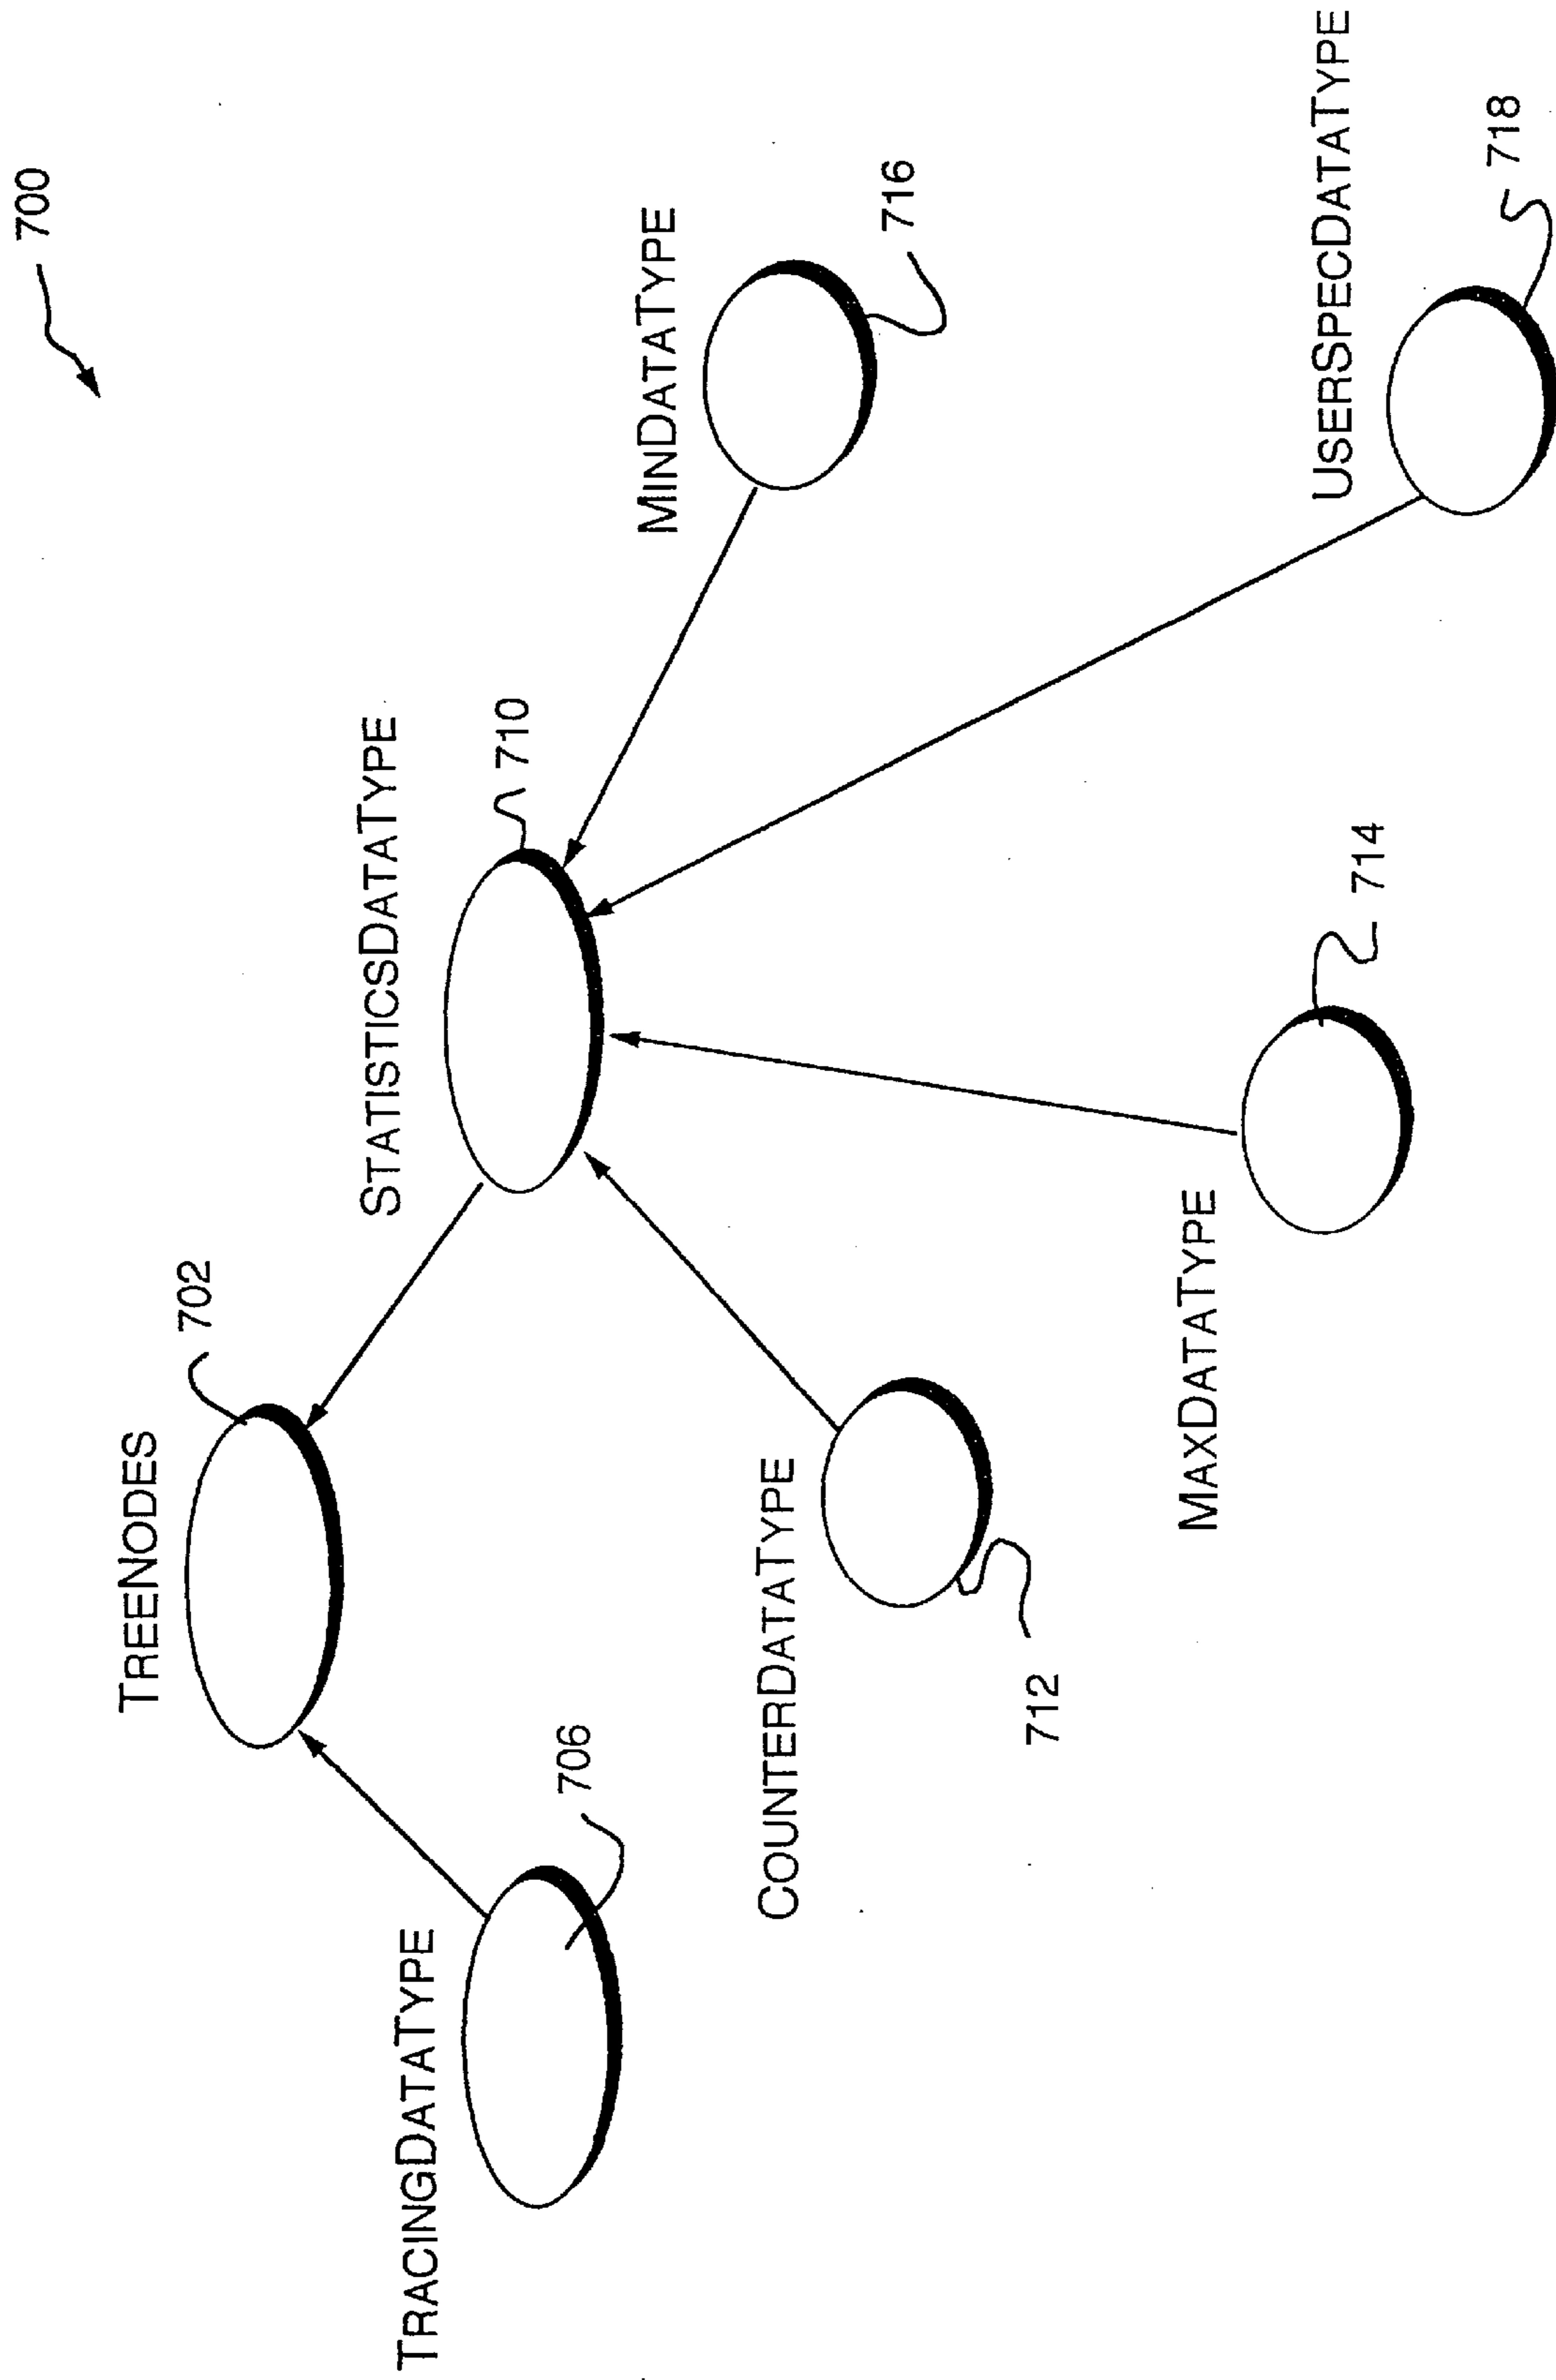 700
TREENODES
702
TRACINGDATATYPE
706
STATISTICSDATATYPE
710
COUNTERDATATYPE
712
MINDATATYPE
716
MAXDATATYPE
714
USERSPECDATATYPE
718